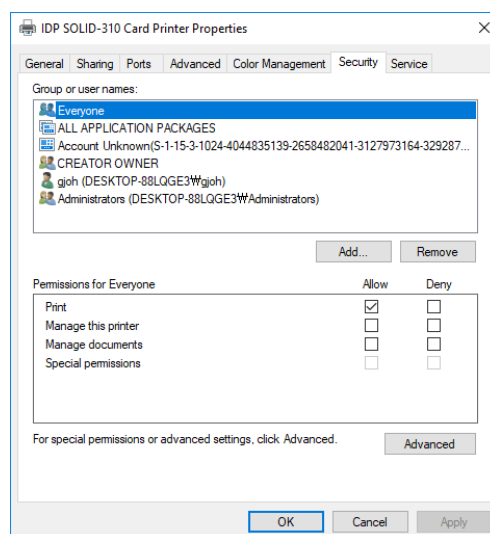 IDP SOLID-310 Card Printer Properties
General Sharing Ports Advanced Color Management Security Service
Group or user names:
Everyone
ALL APPLICATION PACKAGES
Account Unknown(S-1-15-3-1024-4044835139-2658482041-3127973164-329287...
CREATOR OWNER
gjoh (DESKTOP-88LQGE3₩gjoh)
Administrators (DESKTOP-88LQGE3₩Administrators)
Add... Remove
Permissions for Everyone Allow Deny
Print
Manage this printer
Manage documents
Special permissions
For special permissions or advanced settings, click Advanced. Advanced
OK Cancel Apply